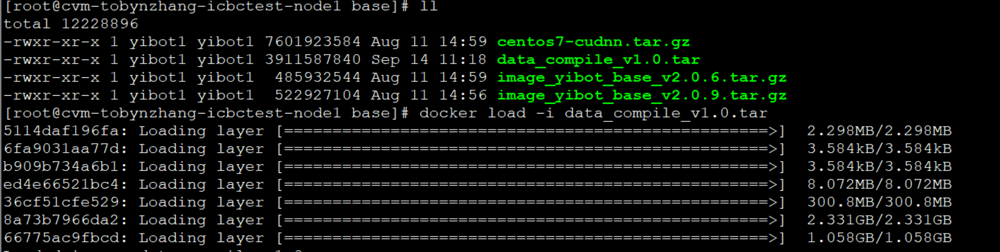 [root@cvm-tobynzhang-icbctest-node1 base]# ll
total 12228896
-rwxr-xr-x 1 yibot1 yibot1 7601923584 Aug 11 14:59 centos7-cudnn.tar.gz
-rwxr-xr-x 1 yibot1 yibot1 3911587840 Sep 14 11:18 data_compile_v1.0.tar
-rwxr-xr-x 1 yibot1 yibot1  485932544 Aug 11 14:59 image_yibot_base_v2.0.6.tar.gz
-rwxr-xr-x 1 yibot1 yibot1  522927104 Aug 11 14:56 image_yibot_base_v2.0.9.tar.gz
[root@cvm-tobynzhang-icbctest-node1 base]# docker load -i data_compile_v1.0.tar
5114daf196fa: Loading layer [==================================================>]  2.298MB/2.298MB
6fa9031aa77d: Loading layer [==================================================>]  3.584kB/3.584kB
b909b734a6b1: Loading layer [==================================================>]  3.584kB/3.584kB
ed4e66521bc4: Loading layer [==================================================>]  8.072MB/8.072MB
36cf51cfe529: Loading layer [==================================================>]  300.8MB/300.8MB
8a73b7966da2: Loading layer [==================================================>]  2.331GB/2.331GB
66775ac9fbcd: Loading layer [==================================================>]  1.058GB/1.058GB